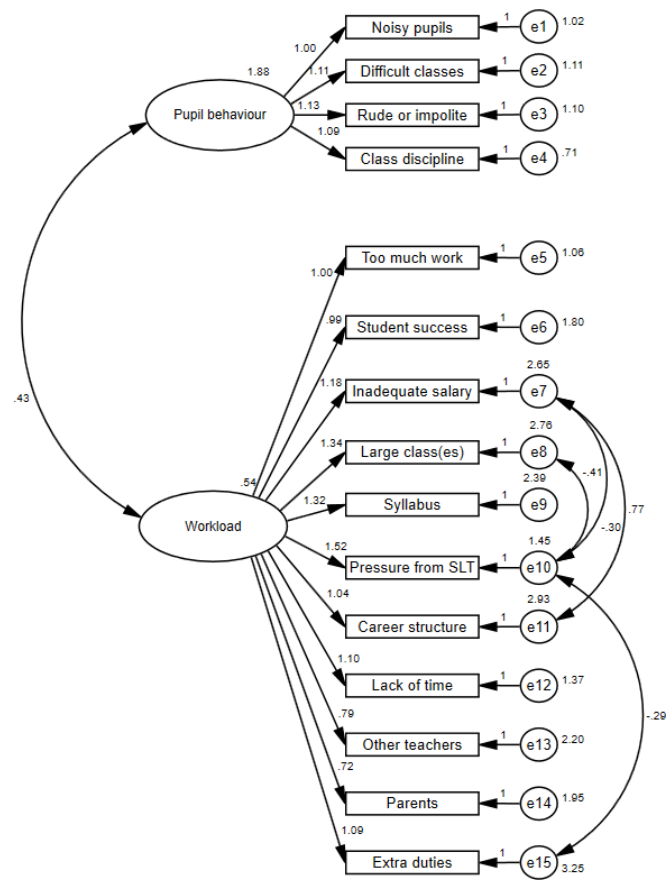 Noisy pupils 1 e1 1.02
1.00
1.88
1.11 Difficult classes 1 e2 1.11
Pupil behaviour 1.13 Rude or impolite 1 e3 1.10
1.09 Class discipline 1 e4 .71
Too much work 1 e5 1.06
1.00
.99 Student success 1 e6 1.80
2.65
1.18 Inadequate salary 1 e7
.43
2.76
1.34 Large class(es) 1 e8
-.41
.54
2.39
1.32 Syllabus 1 e9
.77
-.30
Workload
1.45
1.52 Pressure from SLT 1 e10
2.93
1.04 Career structure 1 e11
1.10 Lack of time 1 e12 1.37
.79 Other teachers 1 e13 2.20
-.29
.72 Parents 1 e14 1.95
1.09 Extra duties 1 e15 3.25